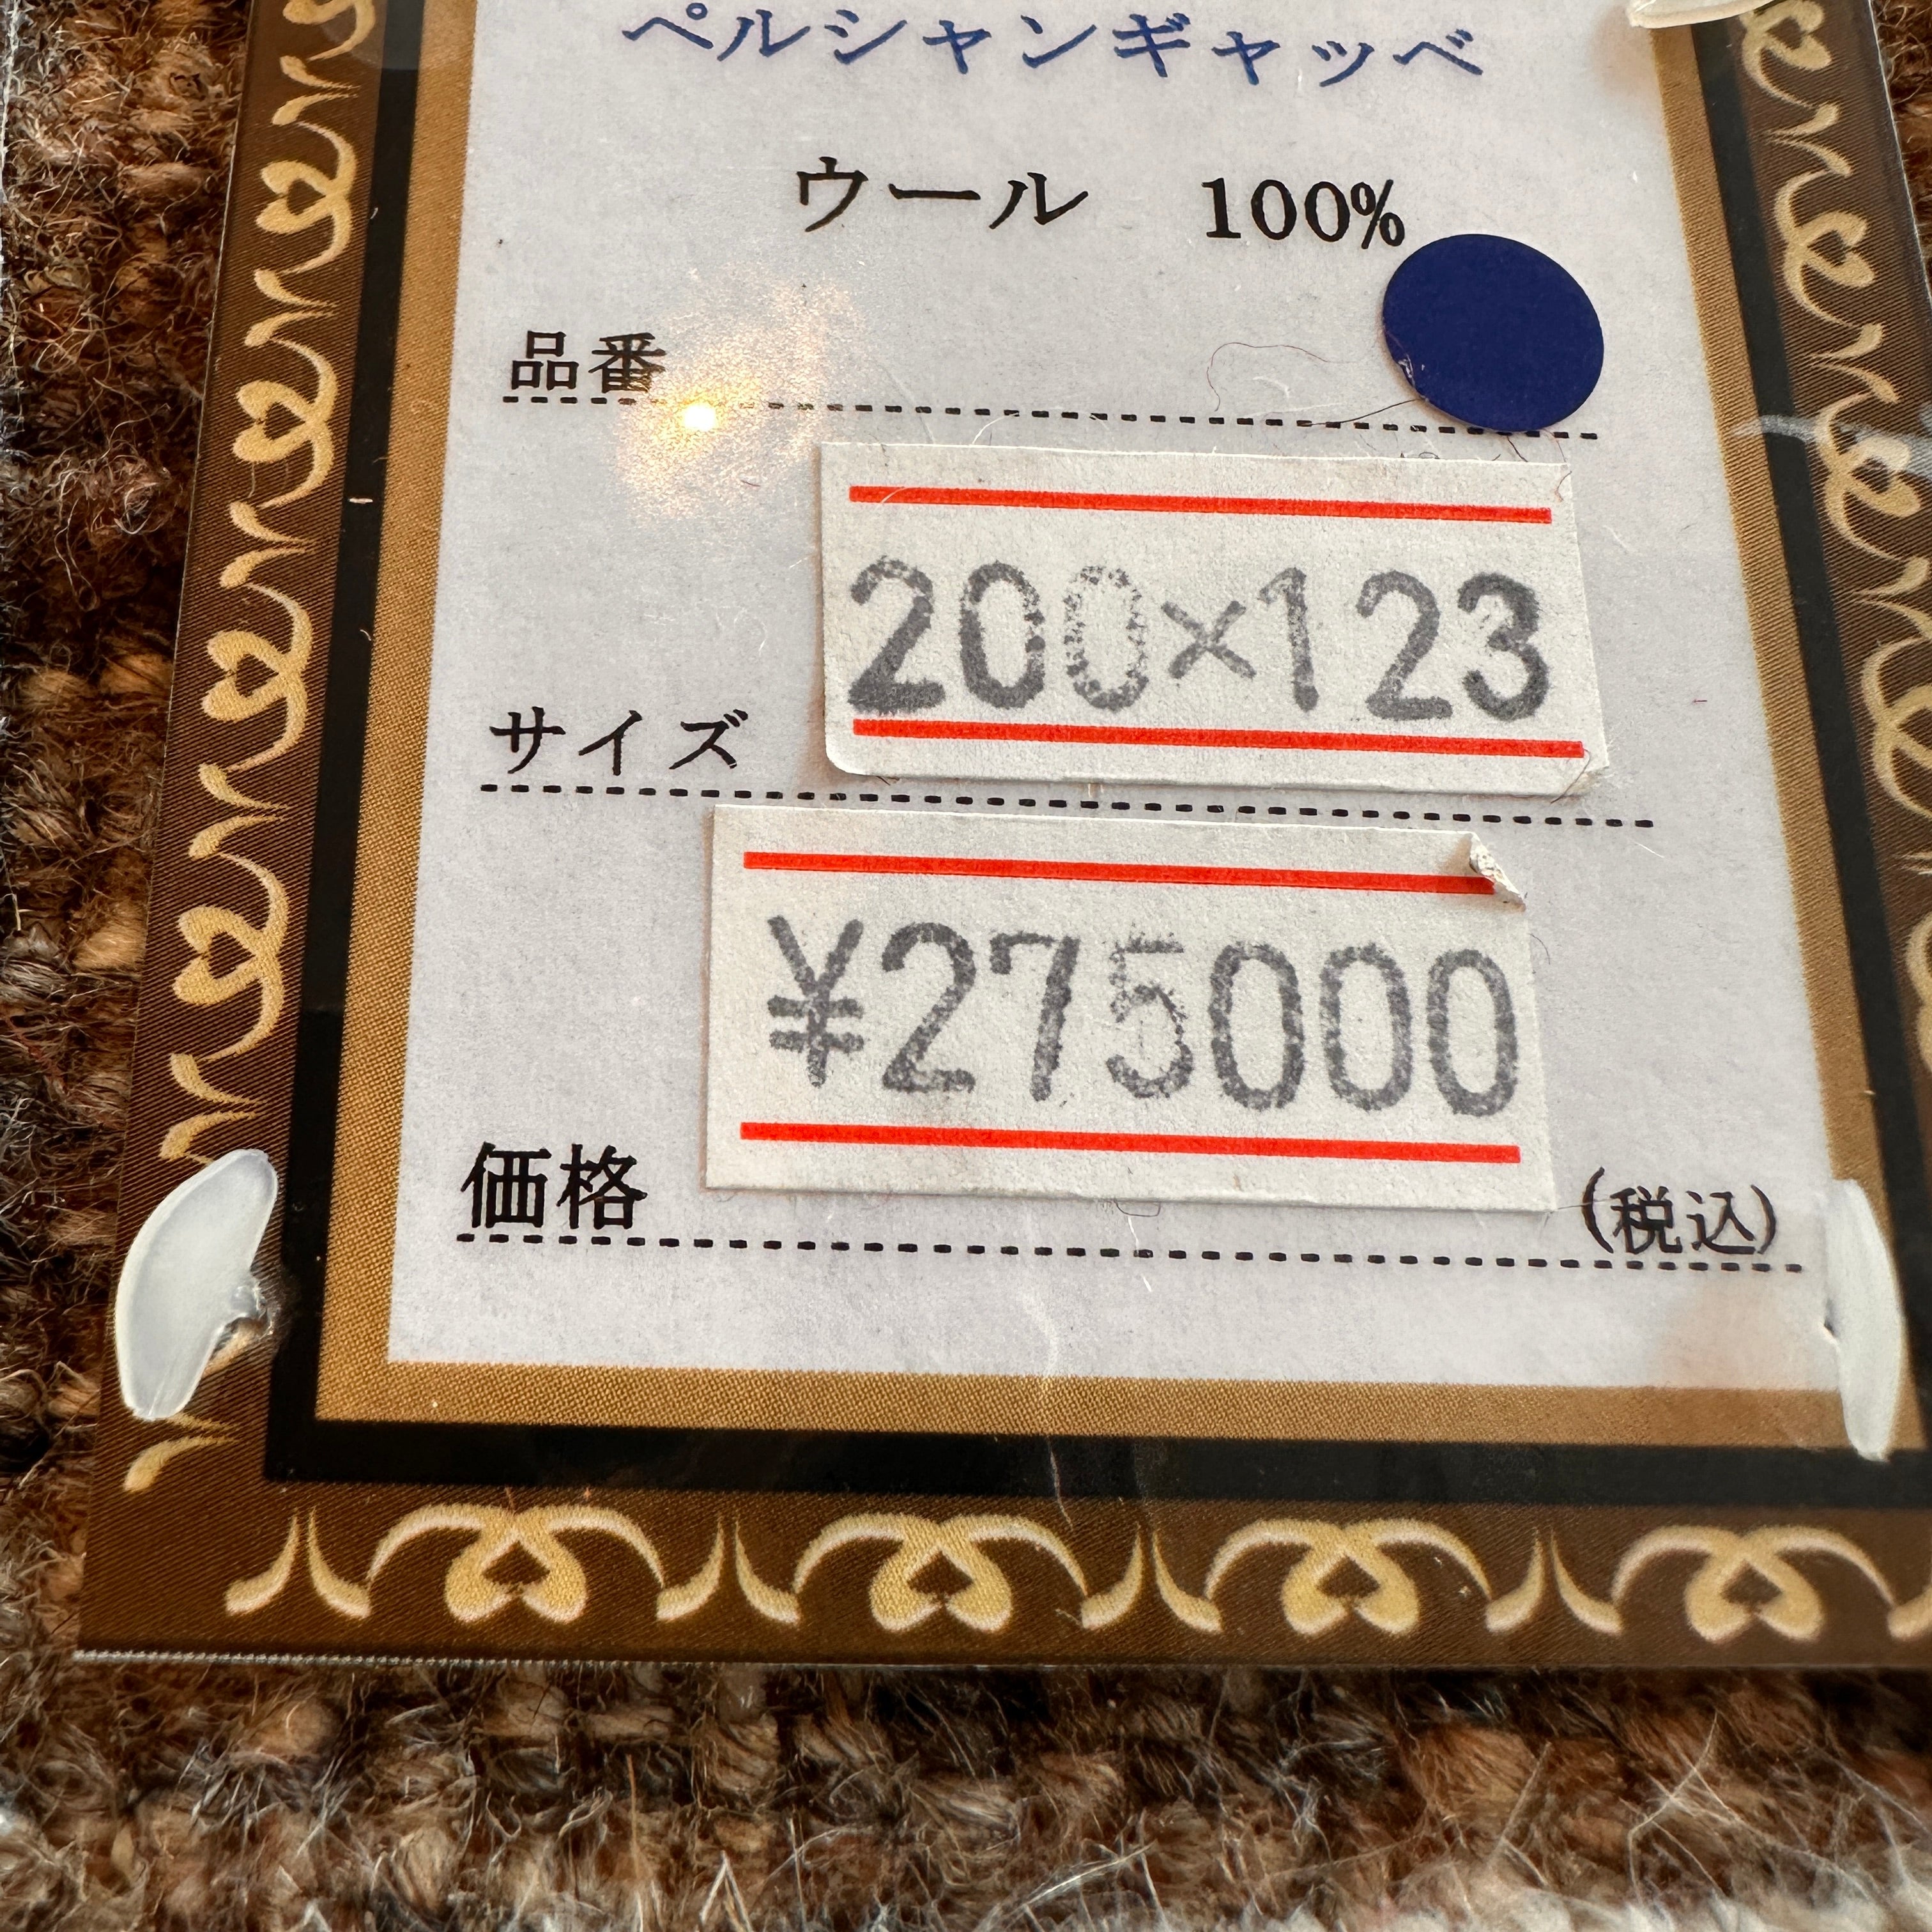 ペルシャンギャッベ
ウール 100%
品番
200×123
サイズ
¥275000
価格
(税込)